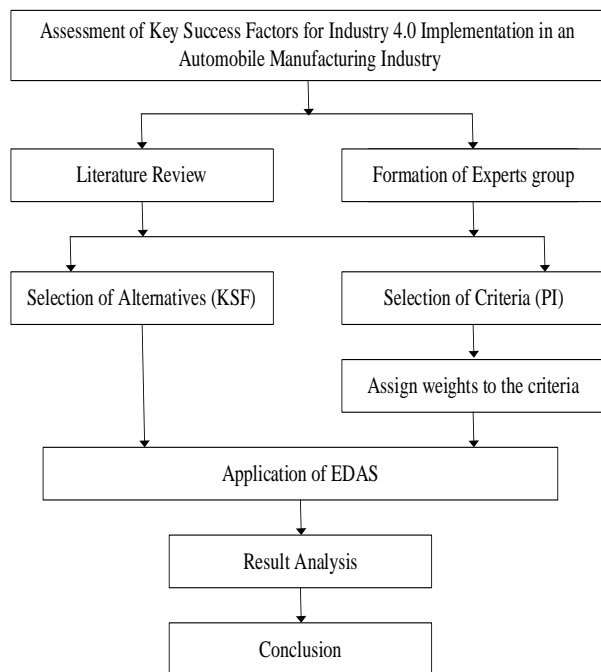 Assessment of Key Success Factors for Industry 4.0 Implementation in an
Automobile Manufacturing Industry
Literature Review
Formation of Experts group
Selection of Alternatives (KSF)
Selection of Criteria (PI)
Assign weights to the criteria
Application of EDAS
Result Analysis
Conclusion